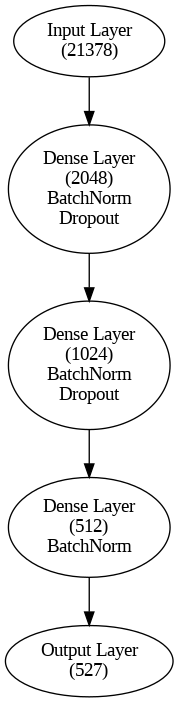 Input Layer
(21378)
Dense Layer
(2048)
BatchNorm
Dropout
Dense Layer
(1024)
BatchNorm
Dropout
Dense Layer
(512)
BatchNorm
Output Layer
(527)